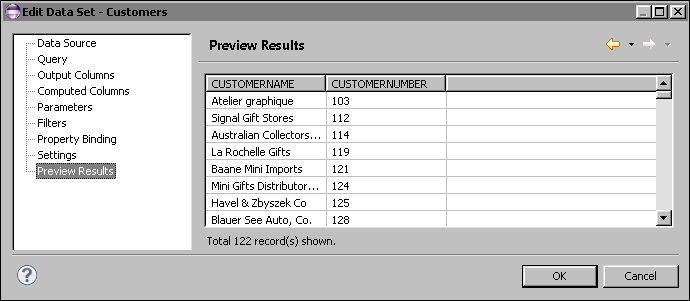 Edit Data Set - Customers
Data Source
Query
Output Columns
Computed Columns
Parameters
Filters
Property Binding
Settings
Preview Results
Preview Results
CUSTOMERNAME CUSTOMERNUMBER
Atelier graphique 103
Signal Gift Stores 112
Australian Collectors... 114
La Rochelle Gifts 119
Baane Mini Imports 121
Mini Gifts Distributor... 124
Havel & Zbyszek Co 125
Blauer See Auto, Co. 128
Total 122 record(s) shown.
?
OK Cancel